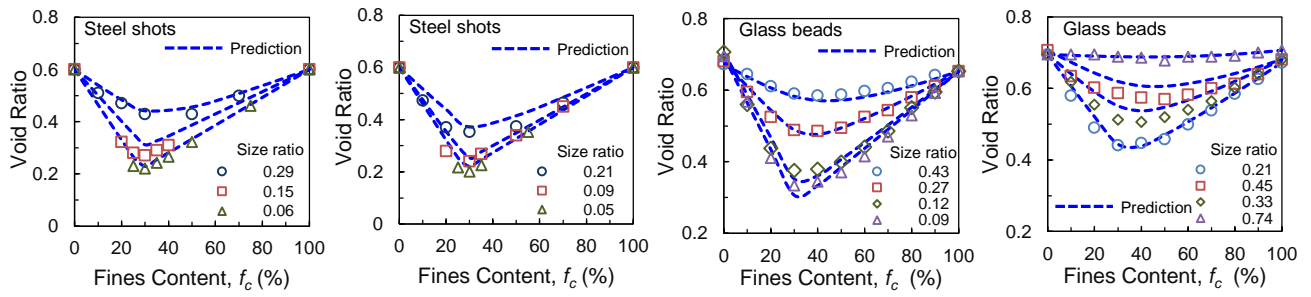 Steel shots
Prediction
Void Ratio
0.8
0.6
0.4
0.2
0
Size ratio
0.29
0.15
0.06
0 20 40 60 80 100
Fines Content, fc (%)
Steel shots
Prediction
Void Ratio
0.8
0.6
0.4
0.2
0
Size ratio
0.21
0.09
0.05
0 20 40 60 80 100
Fines Content, fc (%)
Glass beads
Prediction
Void Ratio
0.8
0.6
0.4
0.2
Size ratio
0.43
0.27
0.12
0.09
0 20 40 60 80 100
Fines Content, fc (%)
Glass beads
Void Ratio
0.8
0.6
0.4
0.2
0
Size ratio
0.21
0.45
0.33
0.74
Prediction
0 20 40 60 80 100
Fines Content, fc (%)